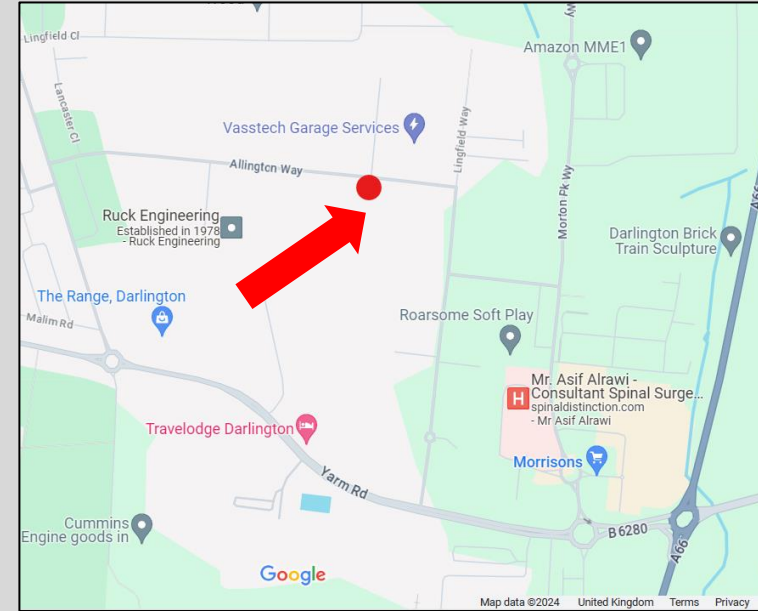 Lingfield Cl
Amazon MME1
Lancaster Cl
Vasstech Garage Services
Lingfield Way
Allington Way
Morton Pk Wy
A66
Ruck Engineering
Established in 1978
- Ruck Engineering
Darlington Brick
Train Sculpture
The Range, Darlington
Malim Rd
Roarsome Soft Play
H
Mr. Asif Alrawi -
Consultant Spinal Surge...
spinaldistinction.com
- Mr Asif Alrawi
Travelodge Darlington
Morrisons
Yarm Rd
Cummins
Engine goods in
B6280
A66
Google
Map data ©2024 United Kingdom Terms Privacy